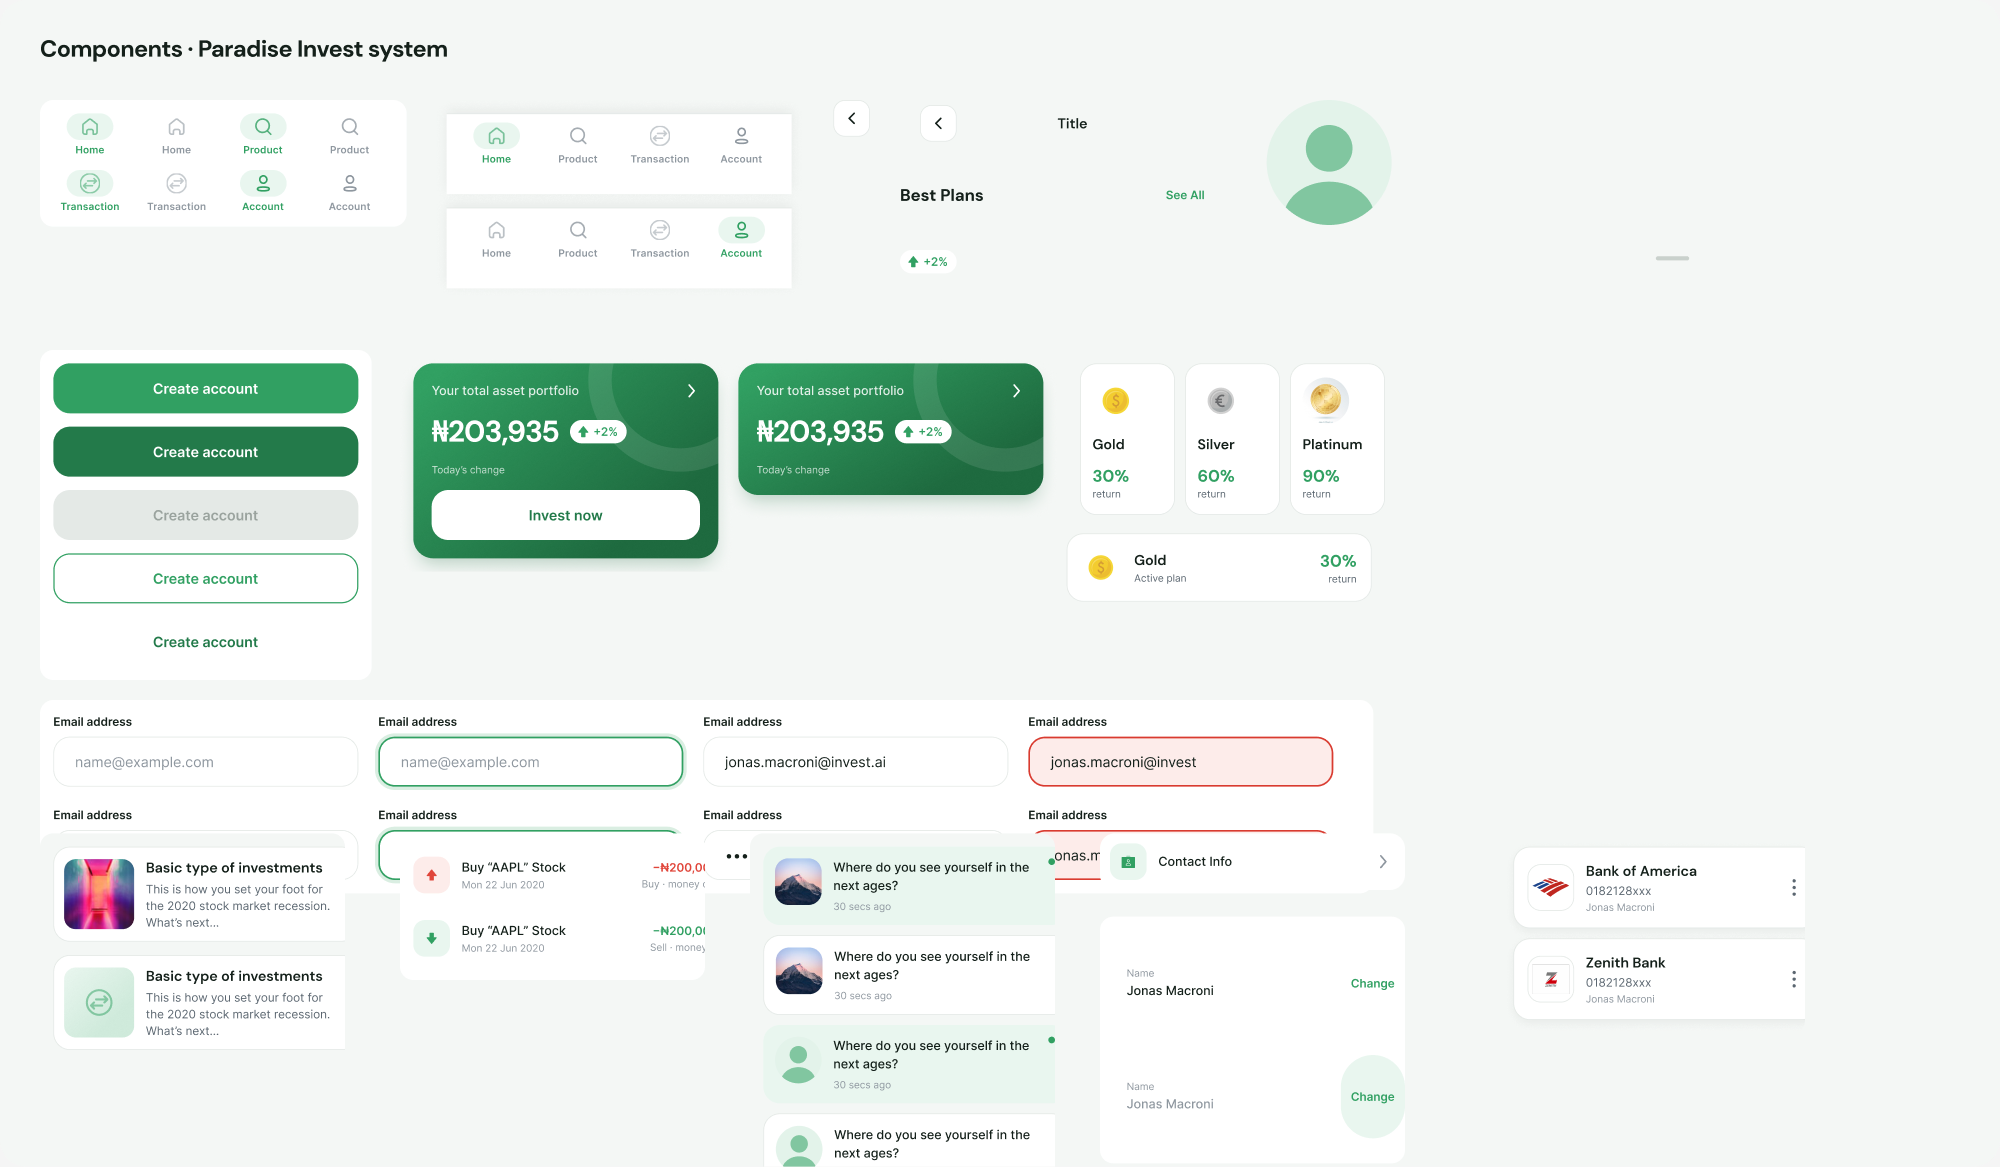 Components · Paradise Invest system
Home
Home
Product
Product
Transaction
Transaction
Account
Account
Home
Product
Transaction
Account
Home
Product
Transaction
Account
Title
Best Plans
See All
+2%
Create account
Create account
Create account
Create account
Create account
Your total asset portfolio
₦203,935
+2%
Today's change
Invest now
Your total asset portfolio
₦203,935
+2%
Today's change
Gold
30%
return
Silver
60%
return
Platinum
90%
return
Gold
Active plan
30%
return
Email address
name@example.com
Email address
name@example.com
Email address
jonas.macroni@invest.ai
Email address
jonas.macroni@invest
Email address
Email address
Email address
•••
Email address
onas.m
Basic type of investments
This is how you set your foot for
the 2020 stock market recession.
What's next...
Basic type of investments
This is how you set your foot for
the 2020 stock market recession.
What's next...
Buy “AAPL” Stock
Mon 22 Jun 2020
−₦200,00
Buy · money
Buy “AAPL” Stock
Mon 22 Jun 2020
−₦200,00
Sell · money
Where do you see yourself in the
next ages?
30 secs ago
Where do you see yourself in the
next ages?
30 secs ago
Where do you see yourself in the
next ages?
30 secs ago
Where do you see yourself in the
next ages?
Contact Info
Name
Jonas Macroni
Change
Name
Jonas Macroni
Change
Bank of America
0182128xxx
Jonas Macroni
Zenith Bank
0182128xxx
Jonas Macroni